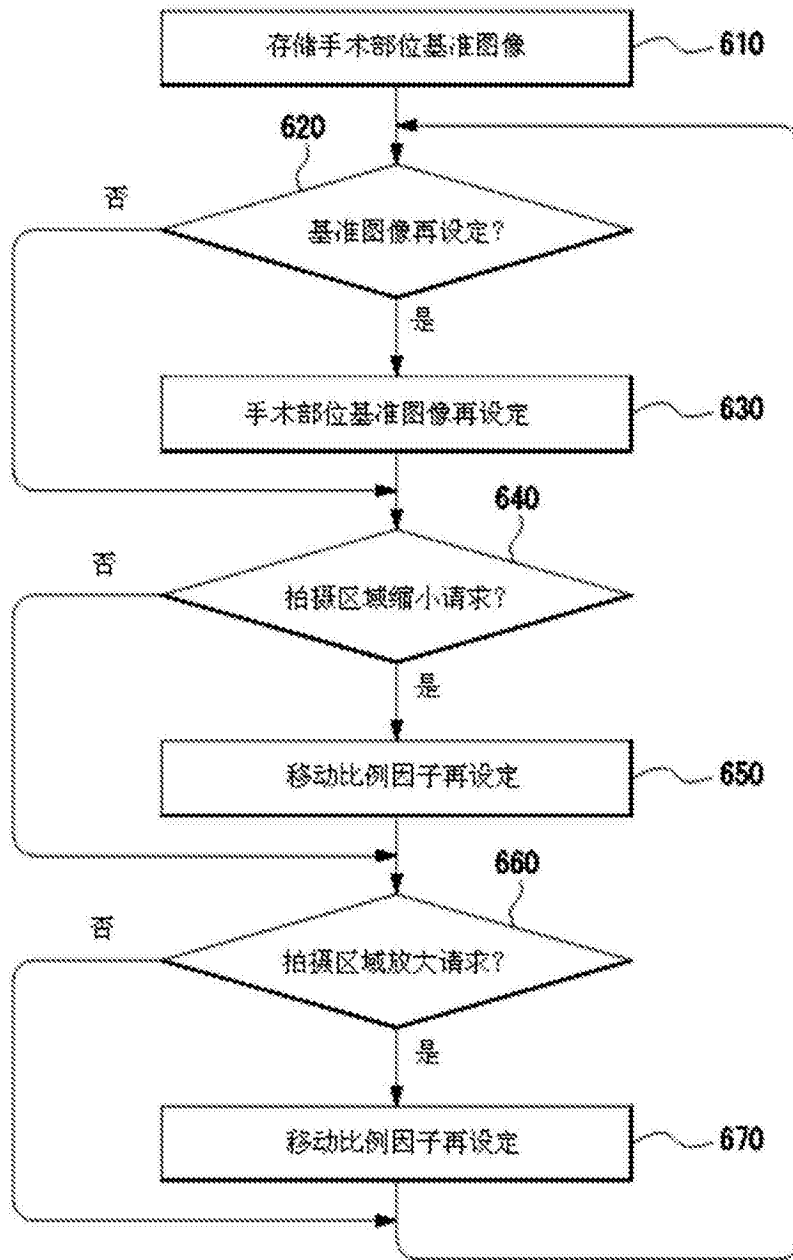 存储手术部位基准图像
610
620
否
基准图像再设定?
是
手术部位基准图像再设定
630
640
否
拍摄区域缩小请求?
是
移动比例因子再设定
650
660
否
拍摄区域放大请求?
是
移动比例因子再设定
670